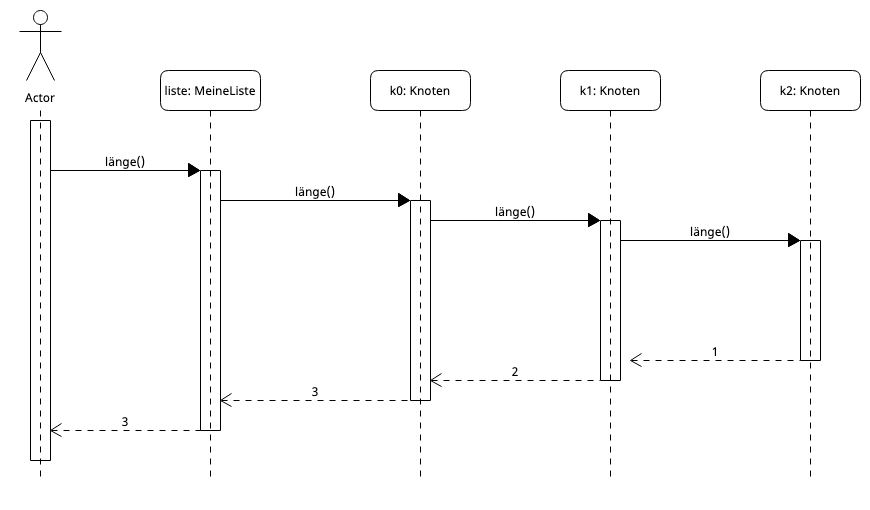 Actor
liste: MeineListe
k0: Knoten
k1: Knoten
k2: Knoten
länge()
länge()
länge()
länge()
1
2
3
3